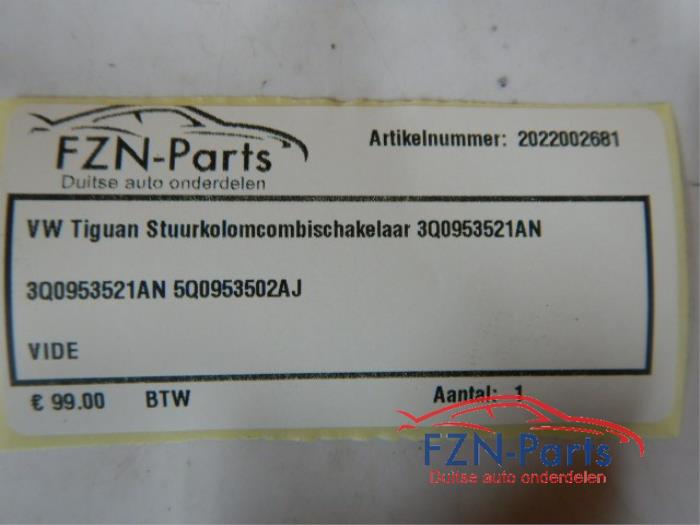 FZN-Parts
Duitse auto onderdelen
Artikelnummer: 2022002681
VW Tiguan Stuurkolomcombischakelaar 3Q0953521AN
3Q0953521AN 5Q0953502AJ
VIDE
€ 99.00 BTW Aantal: 1
FZN-Parts
Duitse auto onderdelen